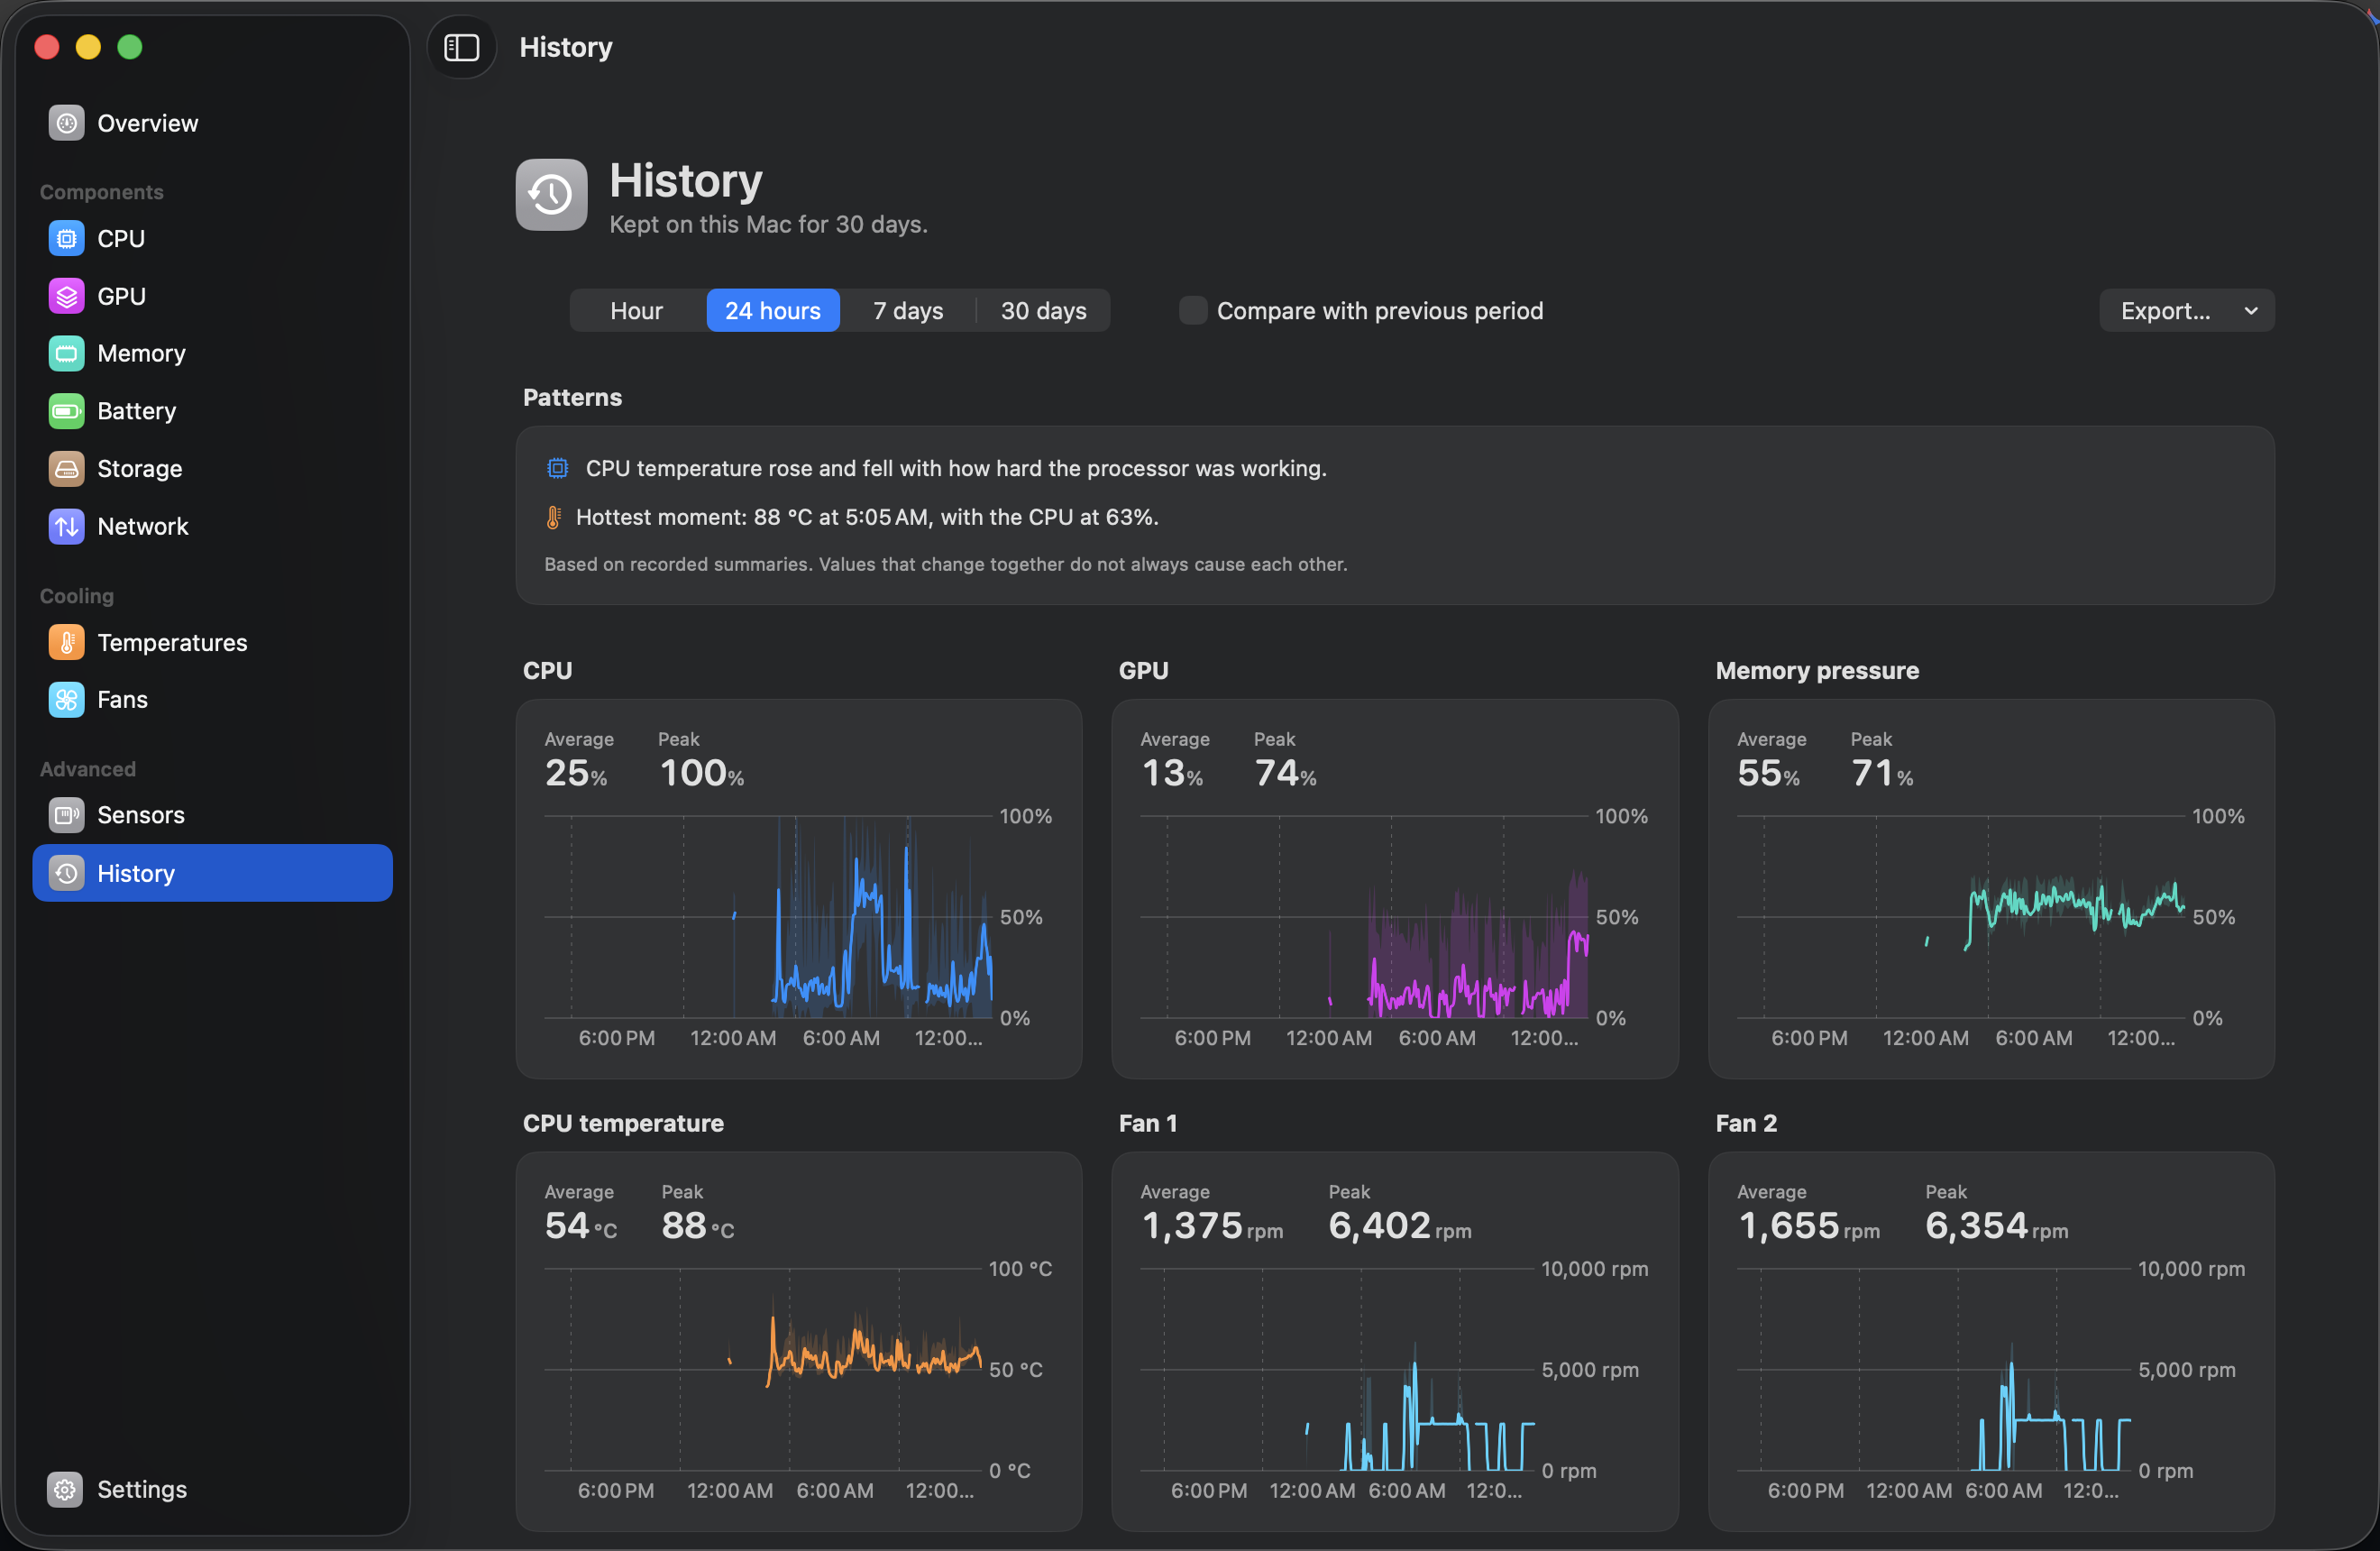 History
Overview
Components
CPU
GPU
Memory
Battery
Storage
Network
Cooling
Temperatures
Fans
Advanced
Sensors
History
Settings
History
Kept on this Mac for 30 days.
Hour 24 hours 7 days 30 days Compare with previous period Export...
Patterns
CPU temperature rose and fell with how hard the processor was working.
Hottest moment: 88 °C at 5:05 AM, with the CPU at 63%.
Based on recorded summaries. Values that change together do not always cause each other.
CPU
Average Peak
25% 100%
100%
50%
0%
6:00 PM 12:00 AM 6:00 AM 12:00...
GPU
Average Peak
13% 74%
100%
50%
0%
6:00 PM 12:00 AM 6:00 AM 12:00...
Memory pressure
Average Peak
55% 71%
100%
50%
0%
6:00 PM 12:00 AM 6:00 AM 12:00...
CPU temperature
Average Peak
54 °C 88 °C
100 °C
50 °C
0 °C
6:00 PM 12:00 AM 6:00 AM 12:00...
Fan 1
Average Peak
1,375 rpm 6,402 rpm
10,000 rpm
5,000 rpm
0 rpm
6:00 PM 12:00 AM 6:00 AM 12:0...
Fan 2
Average Peak
1,655 rpm 6,354 rpm
10,000 rpm
5,000 rpm
0 rpm
6:00 PM 12:00 AM 6:00 AM 12:0...